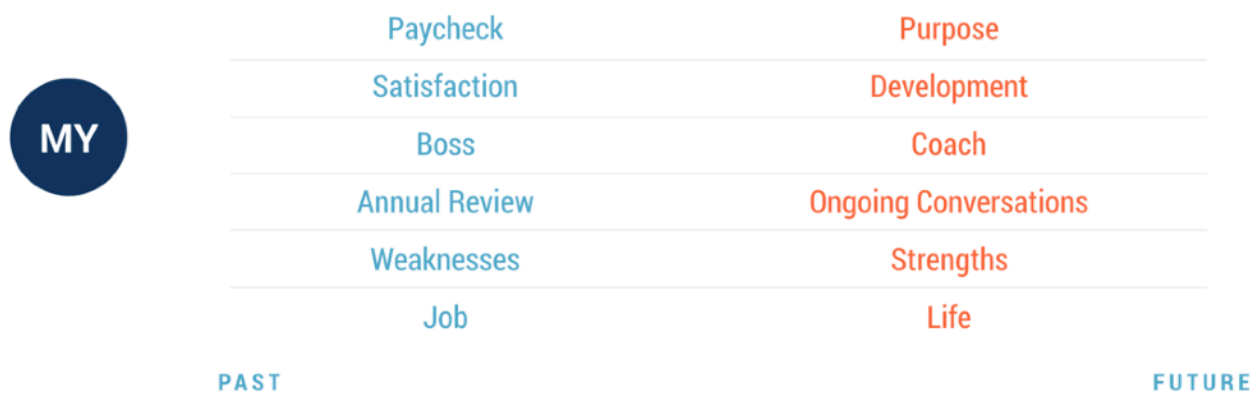 Paycheck Purpose
Satisfaction Development
MY Boss Coach
Annual Review Ongoing Conversations
Weaknesses Strengths
Job Life
PAST FUTURE